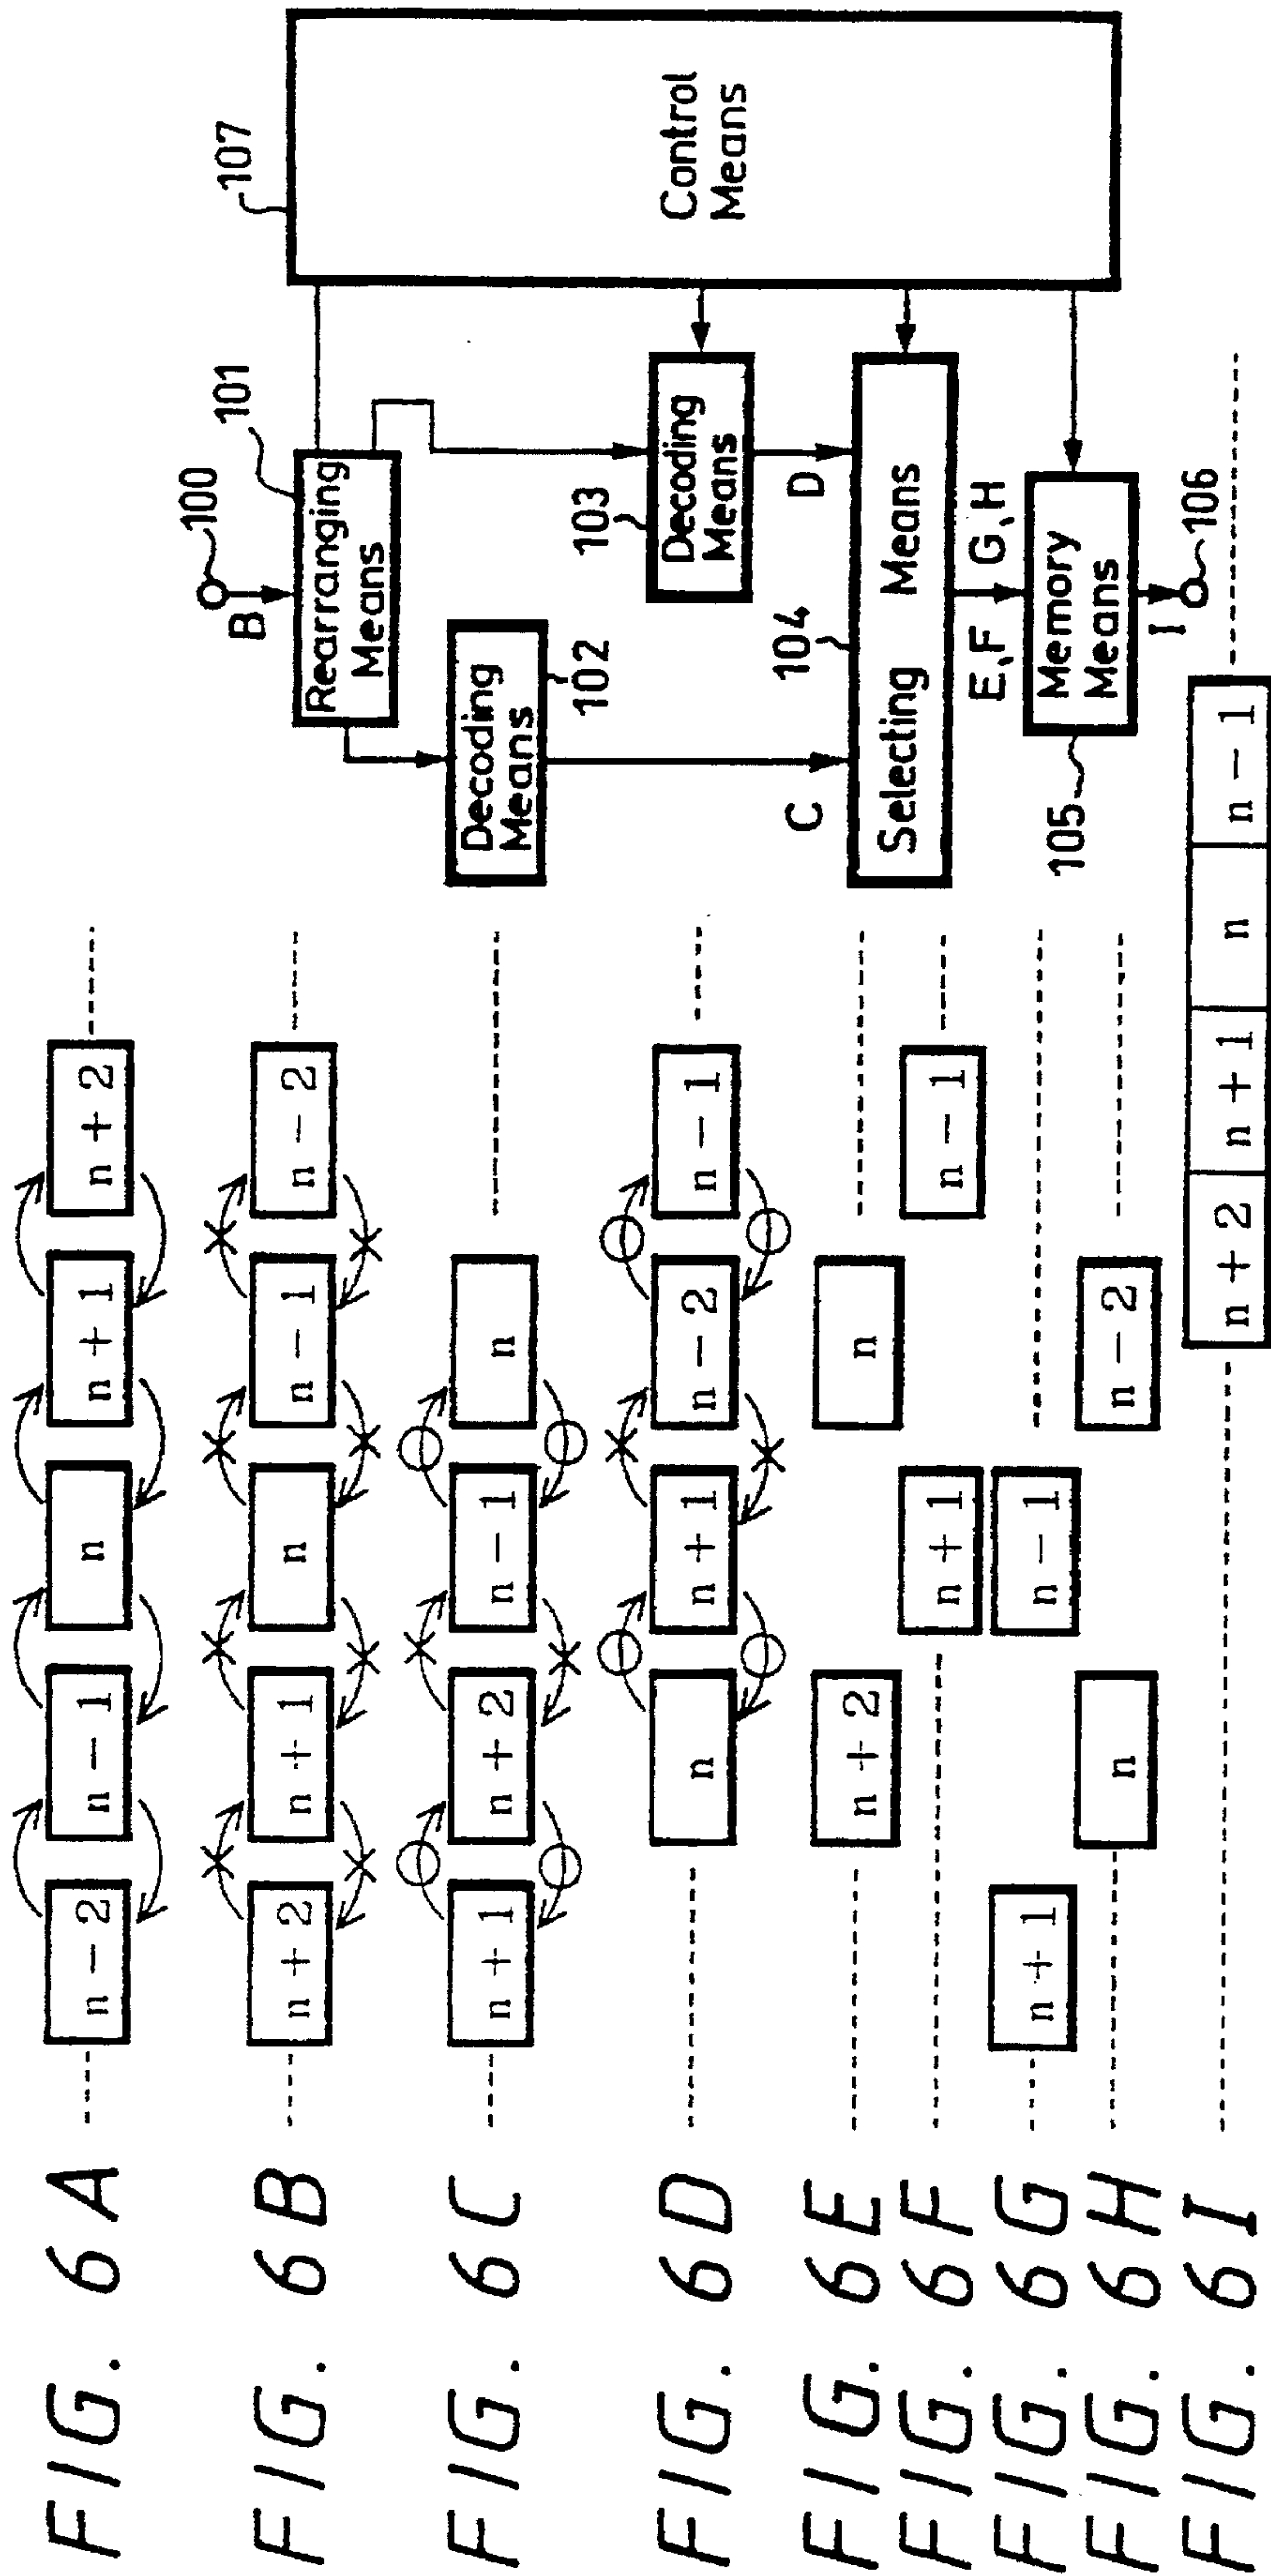 FIG. 6A
n - 2 n - 1 n n + 1 n + 2
FIG. 6B
n + 2 n + 1 n n - 1 n - 2
FIG. 6C
n + 1 n + 2 n - 1 n
FIG. 6D
n n + 1 n - 2 n - 1
FIG. 6E
n + 2 n
FIG. 6F
n + 1 n - 1
FIG. 6G
n + 1 n - 1
FIG. 6H
n n - 2
FIG. 6I
n + 2 n + 1 n n - 1
100
B
101
Rearranging
Means
107
Control
Means
Decoding
Means
102
103
Decoding
Means
C
D
104
Selecting Means
E,F G,H
105
Memory
Means
I
106